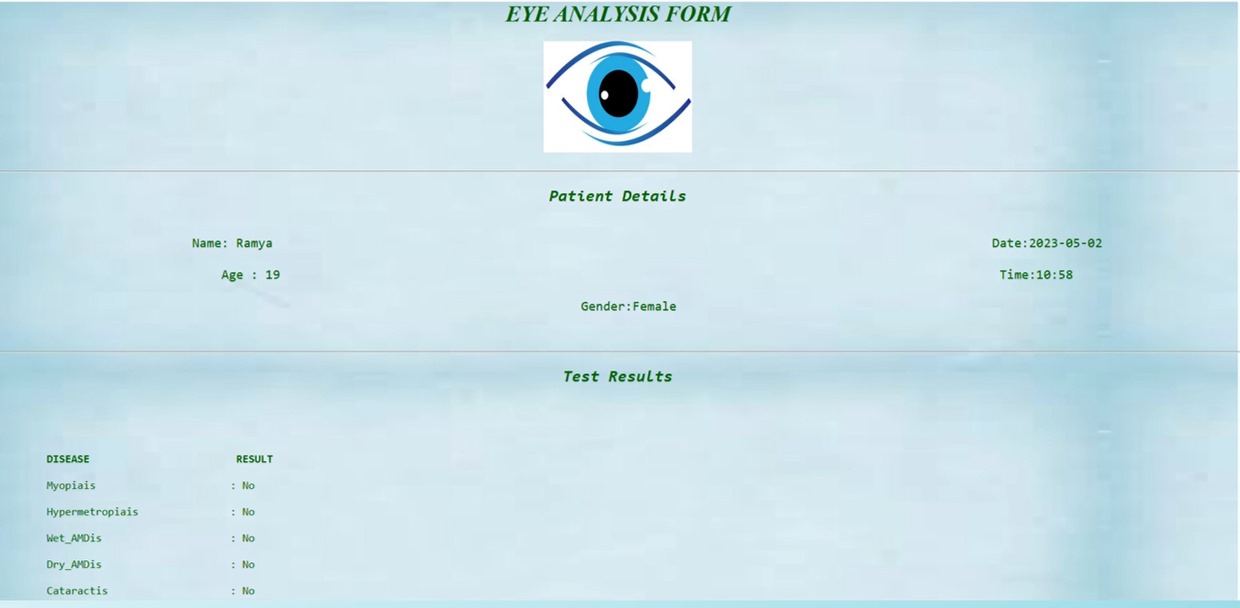 EYE ANALYSIS FORM
Patient Details
Name: Ramya Date:2023-05-02
Age : 19 Time:10:58
Gender:Female
Test Results
DISEASE RESULT
Myopiais : No
Hypermetropiais : No
Wet_AMDis : No
Dry_AMDis : No
Cataractis : No